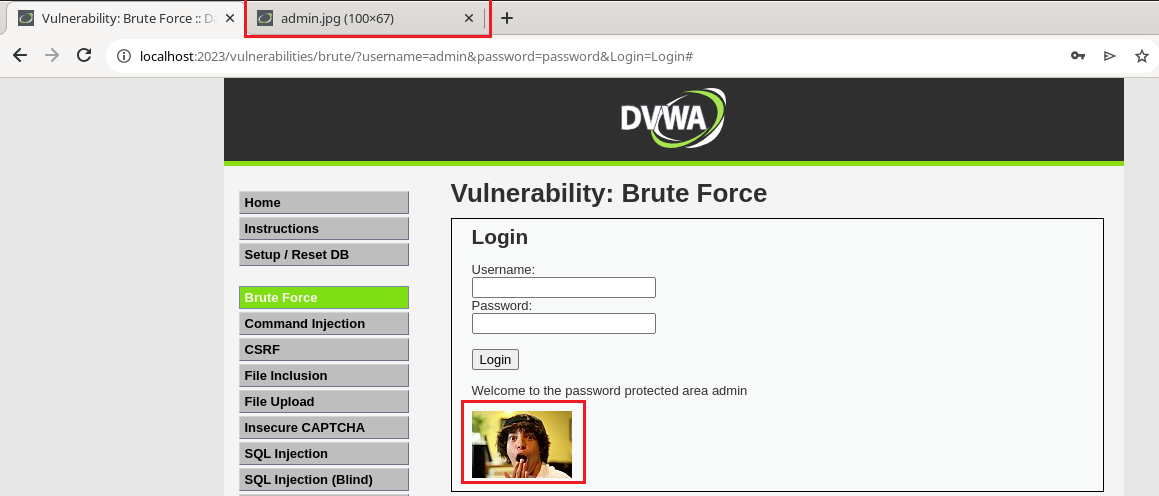 Vulnerability: Brute Force :: Da
admin.jpg (100×67)
localhost:2023/vulnerabilities/brute/?username=admin&password=password&Login=Login#
DVWA
Home
Instructions
Setup / Reset DB
Brute Force
Command Injection
CSRF
File Inclusion
File Upload
Insecure CAPTCHA
SQL Injection
SQL Injection (Blind)
Vulnerability: Brute Force
Login
Username:
Password:
Login
Welcome to the password protected area admin